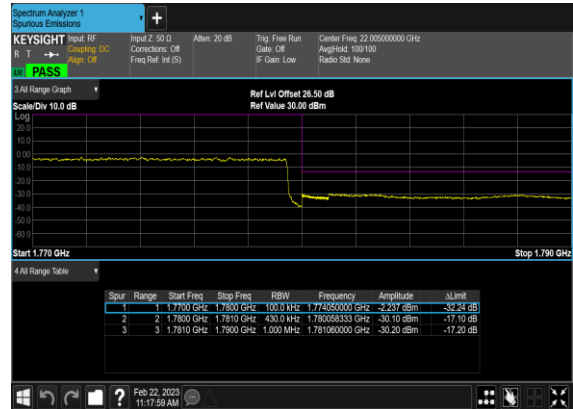 Spectrum Analyzer 1
Spurious Emissions
KEYSIGHT Input: RF Input Z: 50 Ω Atten: 20 dB Trig: Free Run Center Freq: 22.005000000 GHz
R T Coupling: DC Corrections: Off Gate: Off Avg|Hold: 100/100
Align: Off Freq Ref: Int (S) IF Gain: Low Radio Std: None
LW PASS
3 All Range Graph
Ref Lvl Offset 26.50 dB
Scale/Div 10.0 dB Ref Value 30.00 dBm
Log
20.0
10.0
0.00
-10.0
-20.0
-30.0
-40.0
-50.0
-60.0
Start 1.770 GHz Stop 1.790 GHz
4 All Range Table
Spur Range Start Freq Stop Freq RBW Frequency Amplitude ΔLimit
1 1 1.7700 GHz 1.7800 GHz 100.0 kHz 1.774050000 GHz -2.237 dBm -32.24 dB
2 2 1.7800 GHz 1.7810 GHz 430.0 kHz 1.780058333 GHz -30.10 dBm -17.10 dB
3 3 1.7810 GHz 1.7900 GHz 1.000 MHz 1.781060000 GHz -30.20 dBm -17.20 dB
? Feb 22, 2023
11:17:59 AM